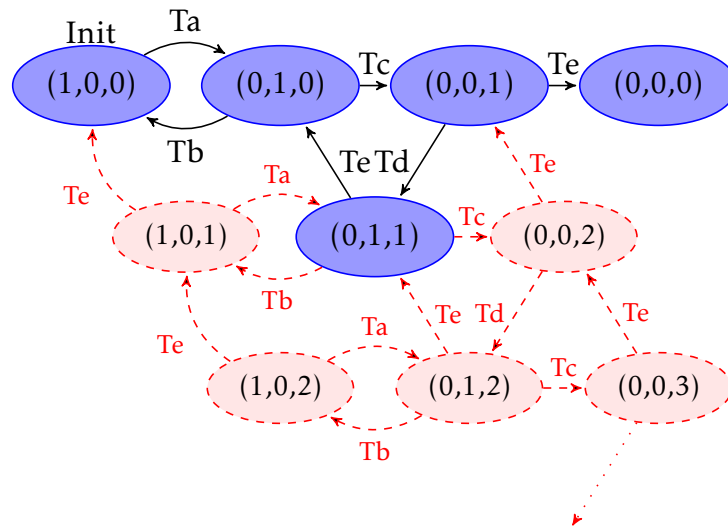 Init
Ta
(1,0,0)
(0,1,0)
Tc
(0,0,1)
Te
(0,0,0)
Tb
Te Td
Te
Ta
Te
(1,0,1)
(0,1,1)
Tc
(0,0,2)
Tb
Te
Ta
Te
Td
Te
(1,0,2)
(0,1,2)
Tc
(0,0,3)
Tb